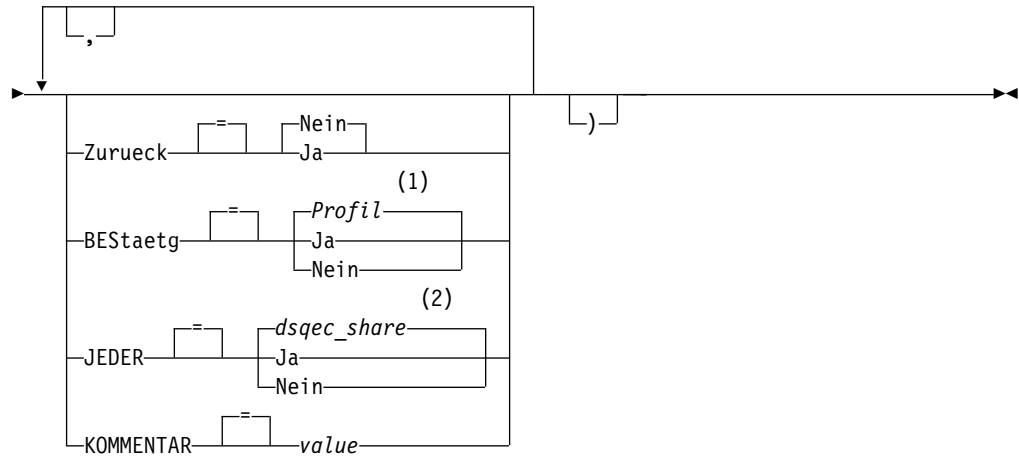 ,
= Nein
Zurueck Ja )
(1)
= Profil
BEStaetg Ja
Nein
(2)
= dsqec_share
JEDER Ja
Nein
=
KOMMENTAR value